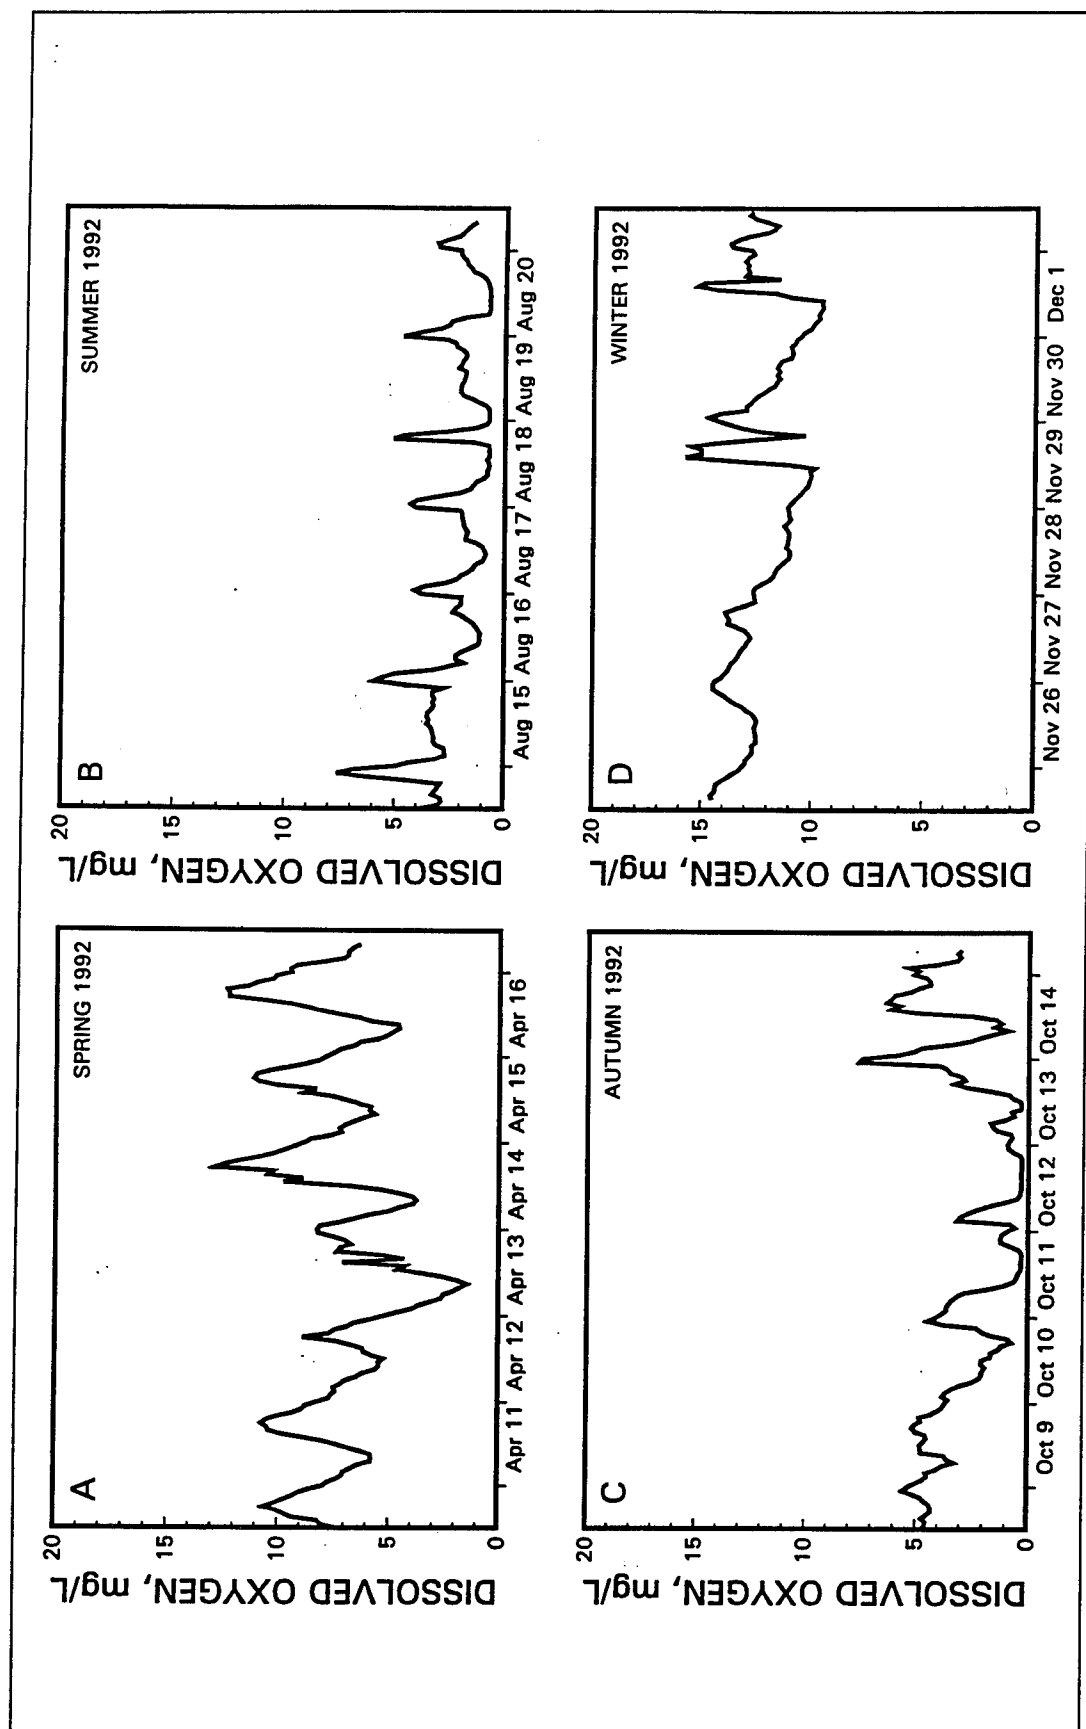 A
SPRING 1992
DISSOLVED OXYGEN, mg/L
20
15
10
5
0
Apr 11
Apr 12
Apr 13
Apr 14
Apr 15
Apr 16
B
SUMMER 1992
DISSOLVED OXYGEN, mg/L
20
15
10
5
0
Aug 15
Aug 16
Aug 16
Aug 17
Aug 18
Aug 19
Aug 20
C
AUTUMN 1992
DISSOLVED OXYGEN, mg/L
20
15
10
5
0
Oct 9
Oct 10
Oct 11
Oct 12
Oct 13
Oct 14
D
WINTER 1992
DISSOLVED OXYGEN, mg/L
20
15
10
5
0
Nov 26
Nov 27
Nov 27
Nov 28
Nov 29
Nov 30
Dec 1